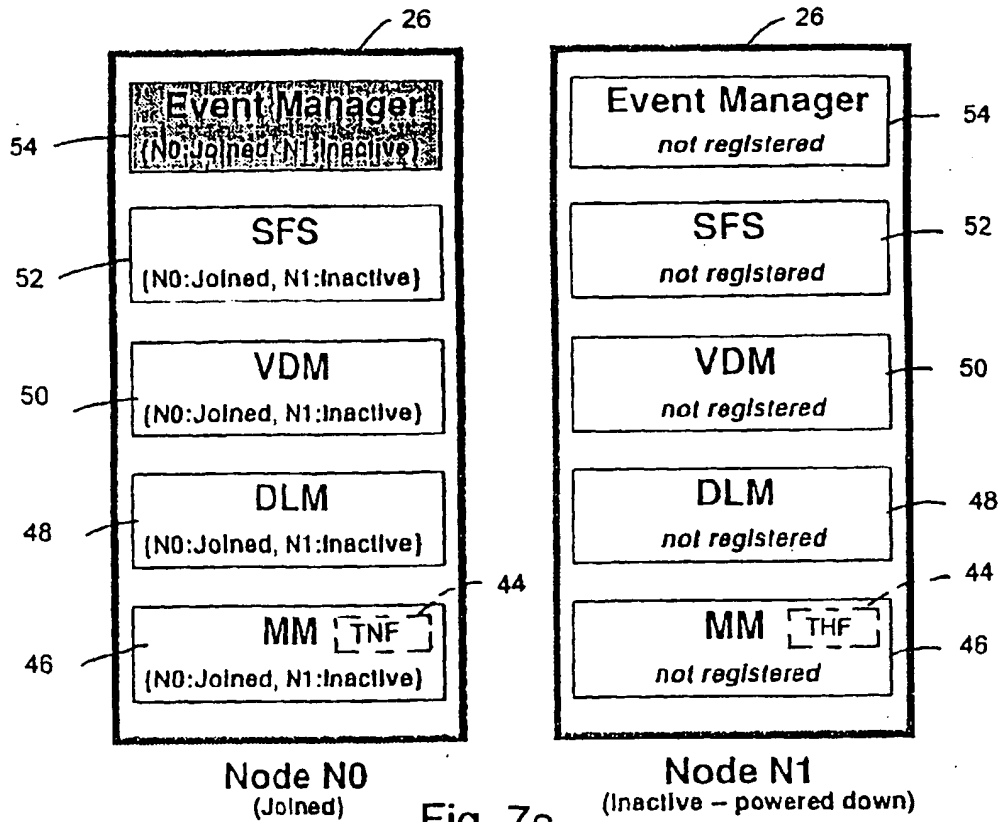 26
Event Manager
(N0:Joined, N1:Inactive)
54
SFS
(N0:Joined, N1:Inactive)
52
VDM
(N0:Joined, N1:Inactive)
50
DLM
(N0:Joined, N1:Inactive)
48
44
MM
TNF
(N0:Joined, N1:Inactive)
46
Node N0
(Joined)
26
Event Manager
not registered
54
SFS
not registered
52
VDM
not registered
50
DLM
not registered
48
44
MM
THF
not registered
46
Node N1
(Inactive – powered down)